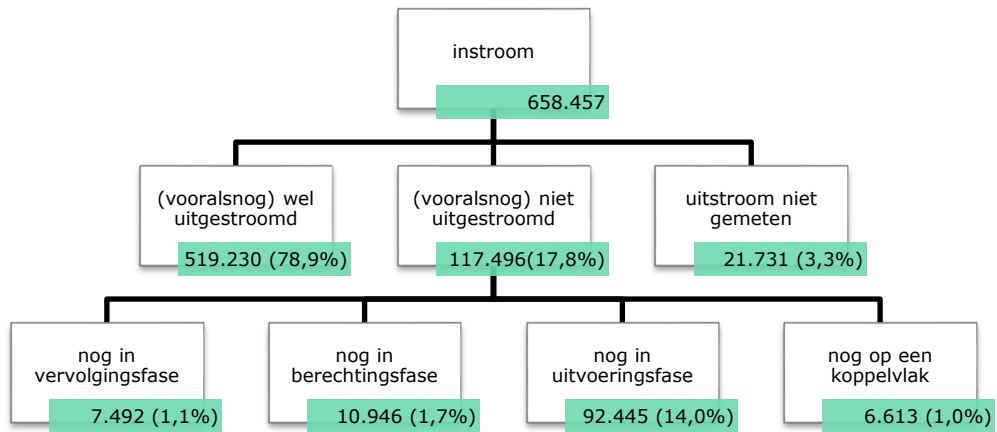 instroom
658.457
(vooralsnog) wel
uitgestroomd
519.230 (78,9%)
(vooralsnog) niet
uitgestroomd
117.496(17,8%)
uitstroom niet
gemeten
21.731 (3,3%)
nog in
vervolgingsfase
7.492 (1,1%)
nog in
berechtingsfase
10.946 (1,7%)
nog in
uitvoeringsfase
92.445 (14,0%)
nog op een
koppelvlak
6.613 (1,0%)